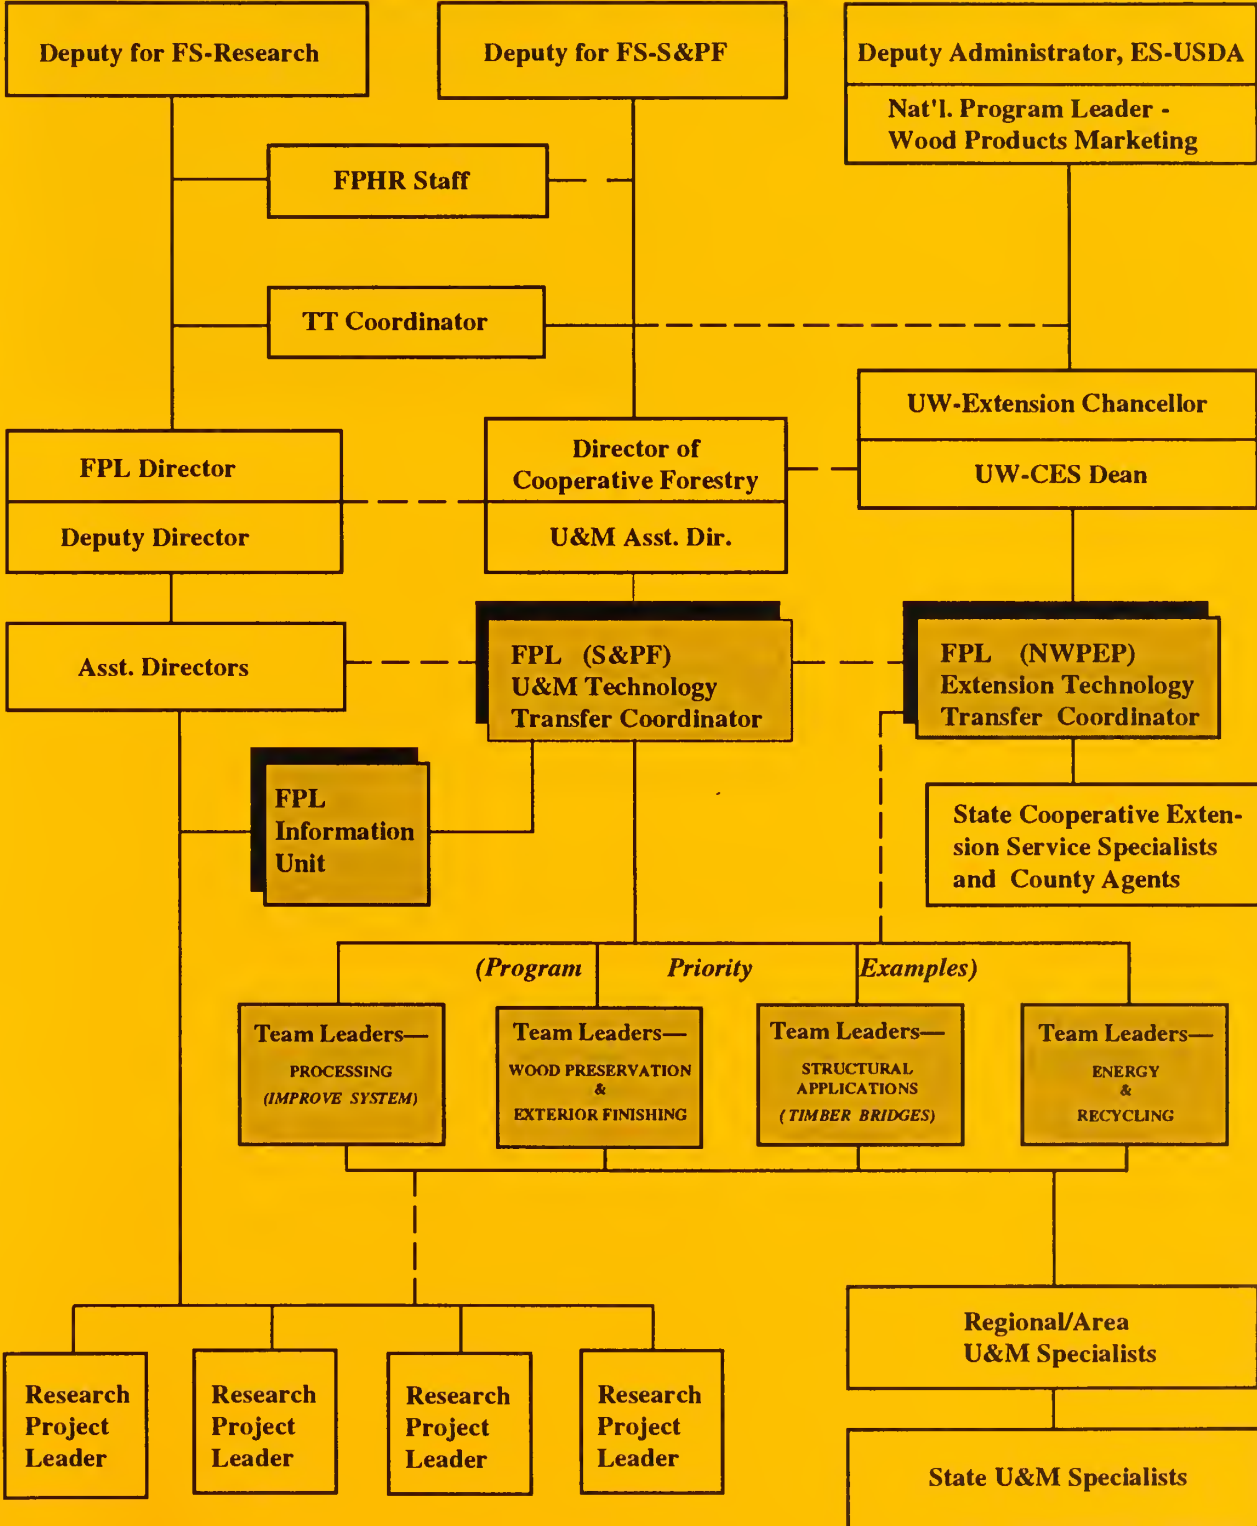 Deputy for FS-Research
Deputy for FS-S&PF
Deputy Administrator, ES-USDA
Nat'l. Program Leader -
Wood Products Marketing
FPHR Staff
TT Coordinator
UW-Extension Chancellor
UW-CES Dean
FPL Director
Deputy Director
Director of
Cooperative Forestry
U&M Asst. Dir.
Asst. Directors
FPL (S&PF)
U&M Technology
Transfer Coordinator
FPL (NWPEP)
Extension Technology
Transfer Coordinator
FPL
Information
Unit
State Cooperative Exten-
sion Service Specialists
and County Agents
(Program Priority Examples)
Team Leaders—
PROCESSING
(IMPROVE SYSTEM)
Team Leaders—
WOOD PRESERVATION
&
EXTERIOR FINISHING
Team Leaders—
STRUCTURAL
APPLICATIONS
(TIMBER BRIDGES)
Team Leaders—
ENERGY
&
RECYCLING
Regional/Area
U&M Specialists
State U&M Specialists
Research
Project
Leader
Research
Project
Leader
Research
Project
Leader
Research
Project
Leader